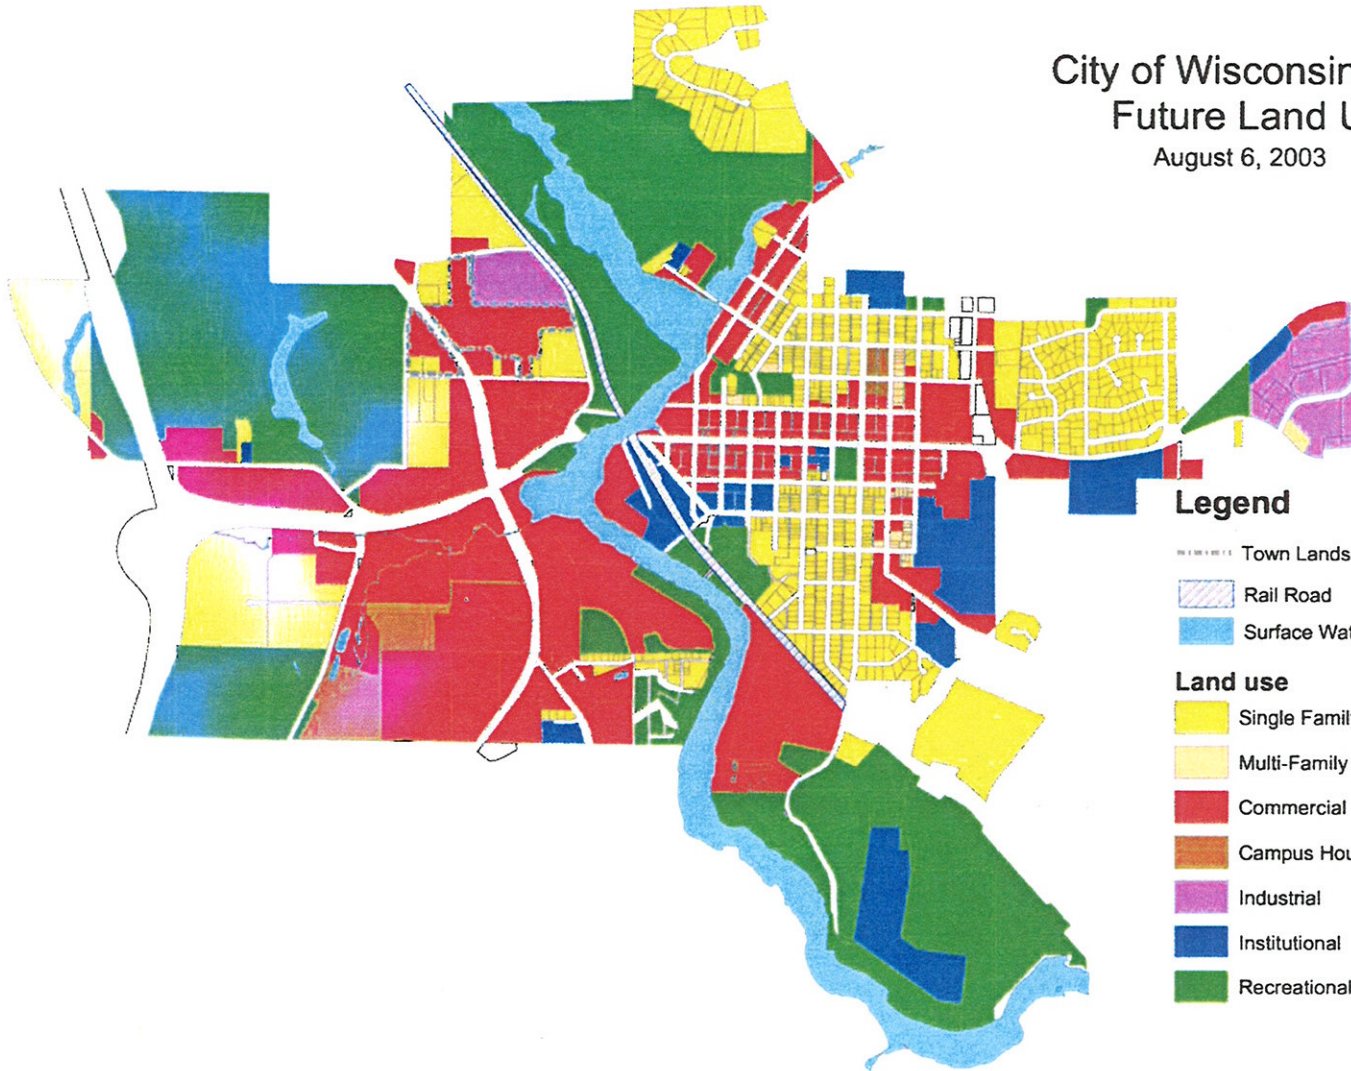 City of Wisconsin
Future Land U
August 6, 2003
Legend
Town Lands
Rail Road
Surface Wat
Land use
Single Famil
Multi-Family
Commercial
Campus Hou
Industrial
Institutional
Recreational